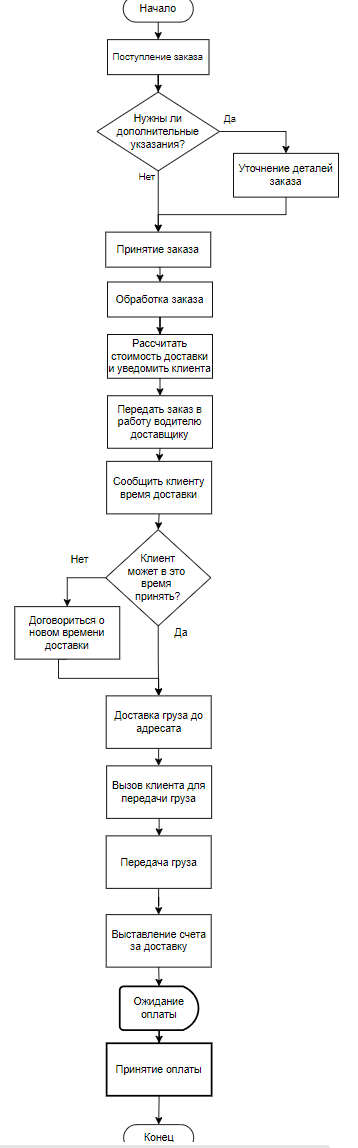 Начало
Поступление заказа
Нужны ли
дополнительные
указзания?
Да
Нет
Уточнение деталей
заказа
Принятие заказа
Обработка заказа
Рассчитать
стоимость доставки
и уведомить клиента
Передать заказ в
работу водителю
доставщику
Сообщить клиенту
время доставки
Клиент
может в это
время
принять?
Нет
Да
Договориться о
новом времени
доставки
Доставка груза до
адресата
Вызов клиента для
передачи груза
Передача груза
Выставление счета
за доставку
Ожидание
оплаты
Принятие оплаты
Конец